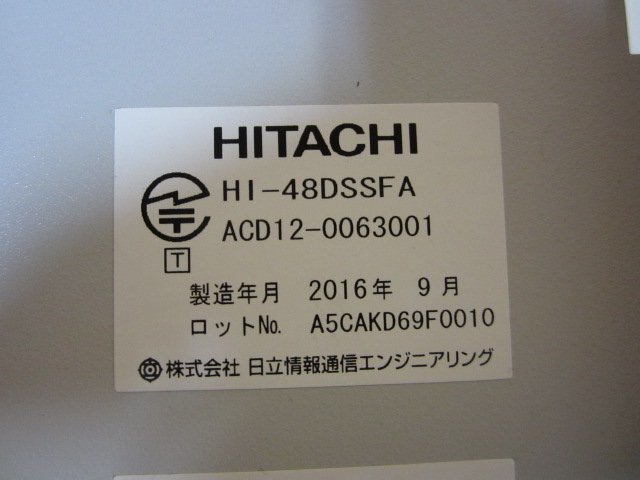 HITACHI
HI-48DSSFA
ACD12-0063001
T
製造年月 2016年 9月
ロットNo. A5CAKD69F0010
株式会社 日立情報通信エンジニアリング